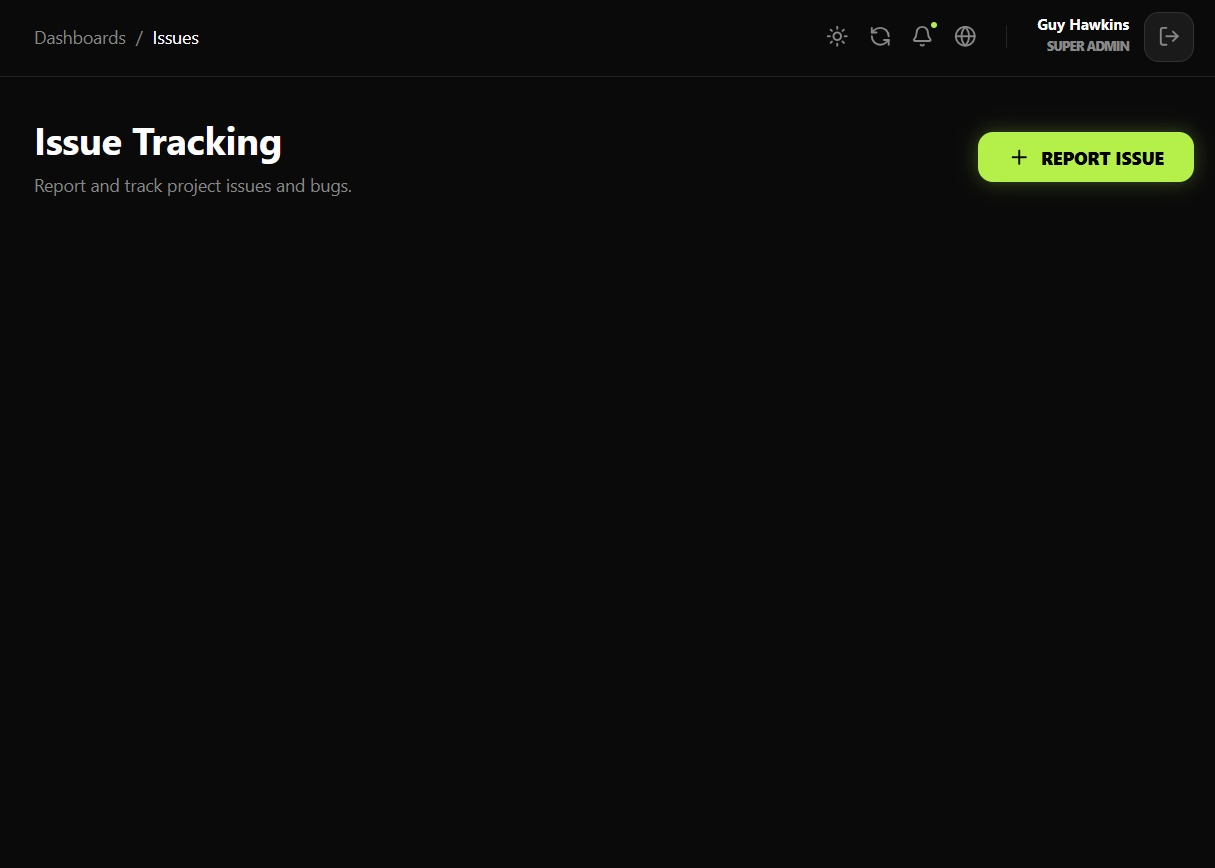 Dashboards / Issues
Guy Hawkins
SUPER ADMIN
Issue Tracking
Report and track project issues and bugs.
REPORT ISSUE